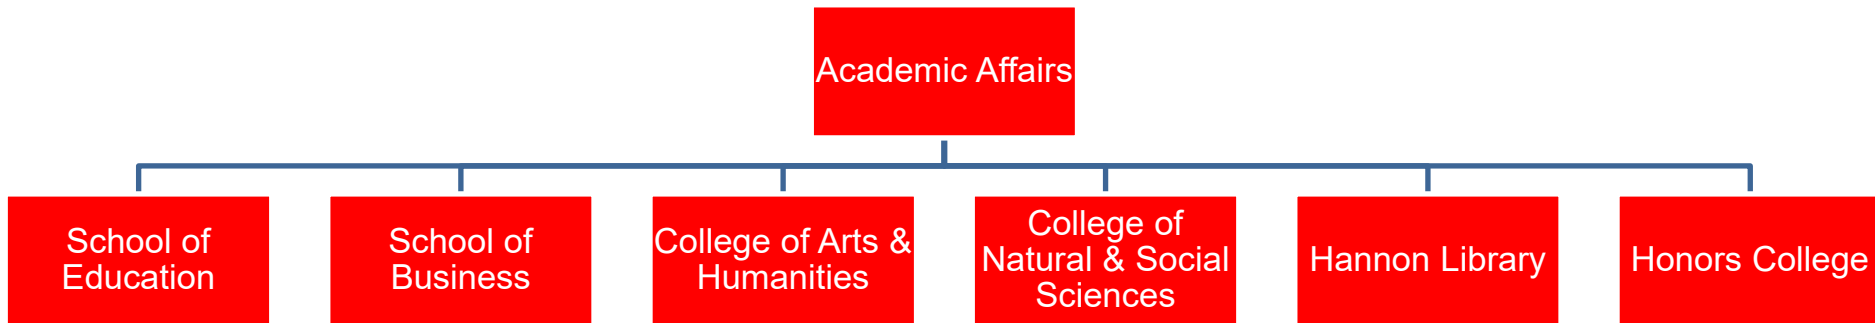 Academic Affairs
School of
Education
School of
Business
College of Arts &
Humanities
College of
Natural & Social
Sciences
Hannon Library
Honors College